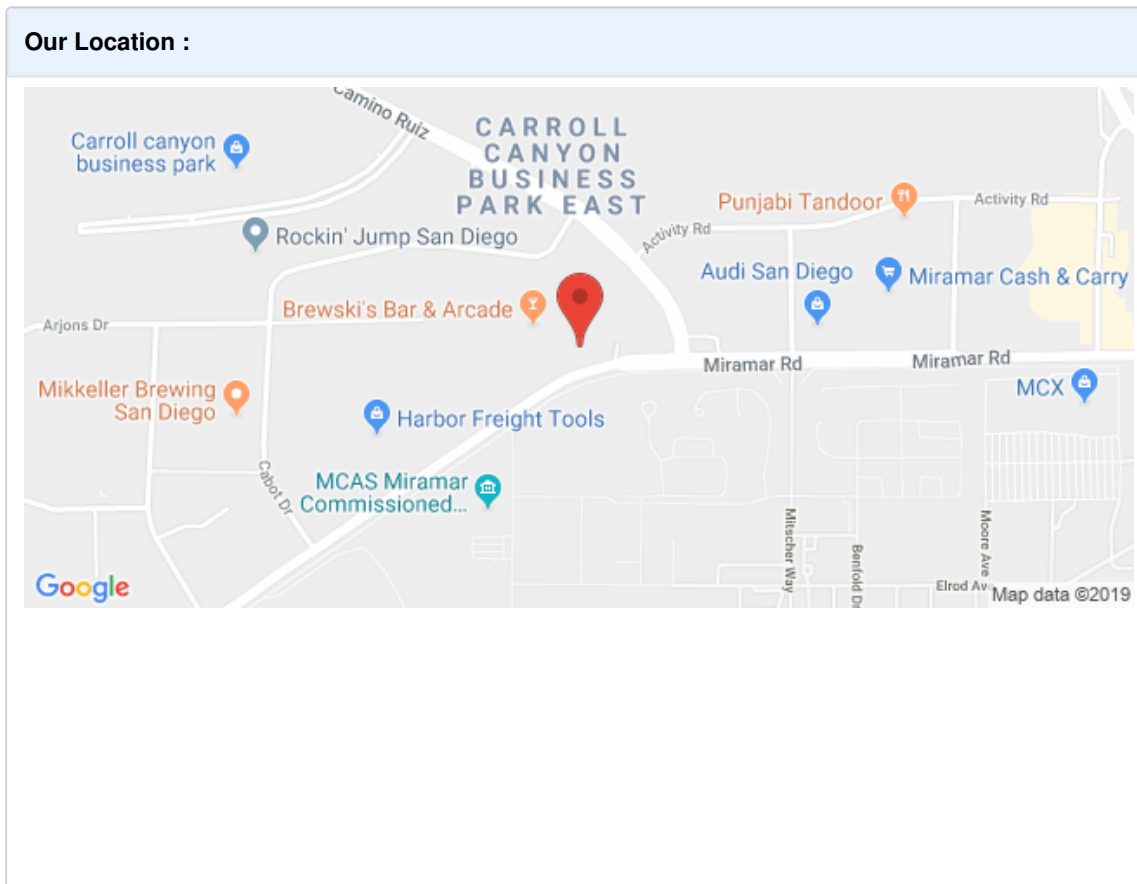 Our Location :
Camino Ruiz
CARROLL
CANYON
BUSINESS
PARK EAST
Carroll canyon
business park
Punjabi Tandoor
Activity Rd
Activity Rd
Rockin' Jump San Diego
Audi San Diego
Miramar Cash & Carry
Brewski's Bar & Arcade
Arjons Dr
Miramar Rd
Miramar Rd
Mikkeller Brewing
San Diego
MCX
Harbor Freight Tools
Cabot Dr
MCAS Miramar
Commissioned...
Mitscher Way
Benfold Dr
Moore Ave
Elrod Av
Google
Map data ©2019